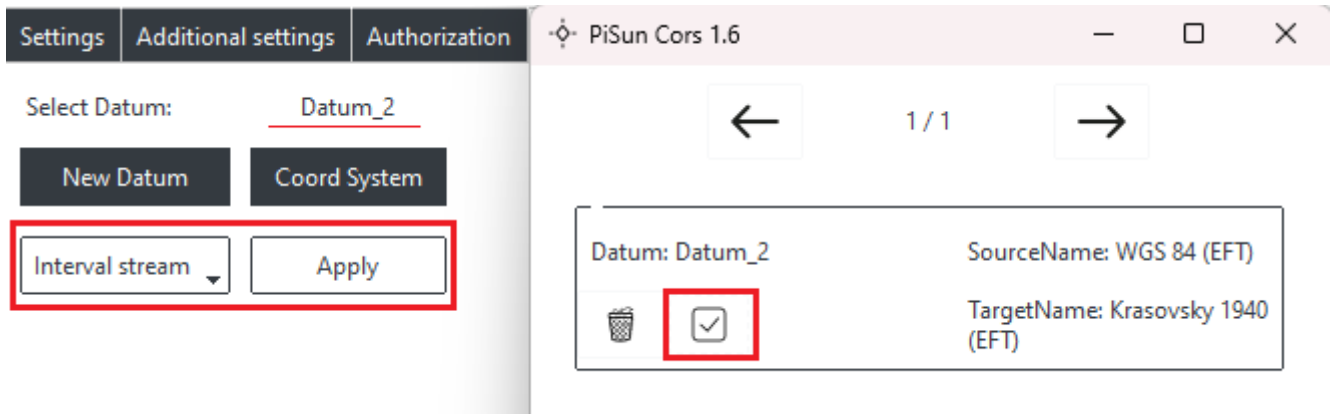 Settings
Additional settings
Authorization
Select Datum:
Datum_2
New Datum
Coord System
Interval stream
Apply
PiSun Cors 1.6
1 / 1
Datum: Datum_2
SourceName: WGS 84 (EFT)
TargetName: Krasovsky 1940
(EFT)